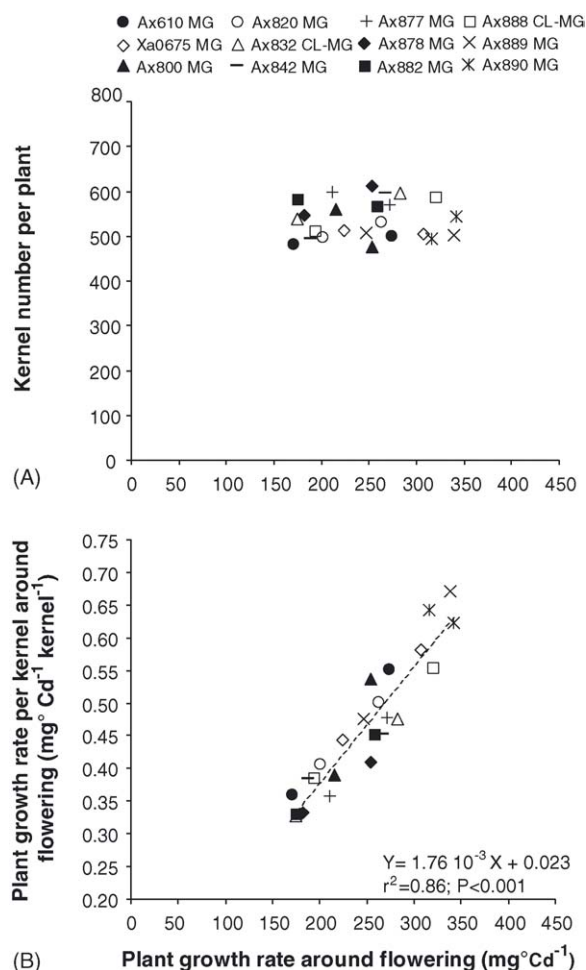 Ax610 MG Ax820 MG Ax877 MG Ax888 CL-MG
Xa0675 MG Ax832 CL-MG Ax878 MG Ax889 MG
Ax800 MG Ax842 MG Ax882 MG Ax890 MG
800
700
600
500
400
300
200
100
0
Kernel number per plant
(A)
0 50 100 150 200 250 300 350 400 450
0.75
0.70
0.65
0.60
0.55
0.50
0.45
0.40
0.35
0.30
0.25
0.20
Plant growth rate per kernel around
flowering (mg° Cd⁻¹ kernel⁻¹)
Y= 1.76 10⁻³ X + 0.023
r²=0.86; P<0.001
0 50 100 150 200 250 300 350 400 450
(B) Plant growth rate around flowering (mg°Cd⁻¹)